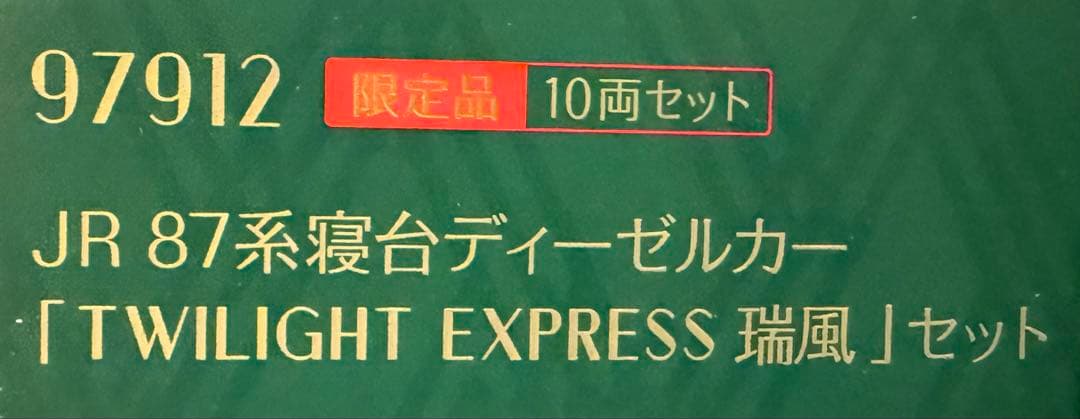 97912 限定品 10両セット
JR 87系寝台ディーゼルカー
「TWILIGHT EXPRESS 瑞風」セット